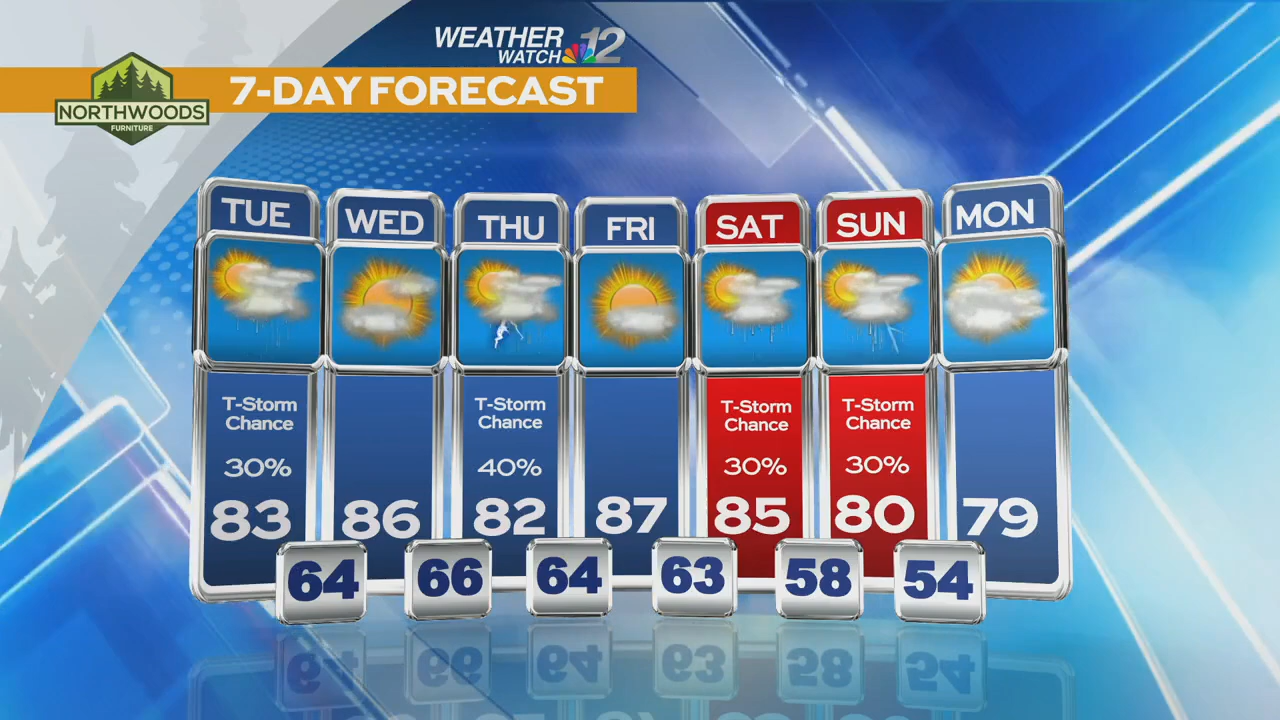 WEATHER
WATCH 12
NORTHWOODS
FURNITURE
7-DAY FORECAST
TUE WED THU FRI SAT SUN MON
T-Storm Chance T-Storm Chance T-Storm Chance T-Storm Chance
30% 40% 30% 30%
83 86 82 87 85 80 79
64 66 64 63 58 54